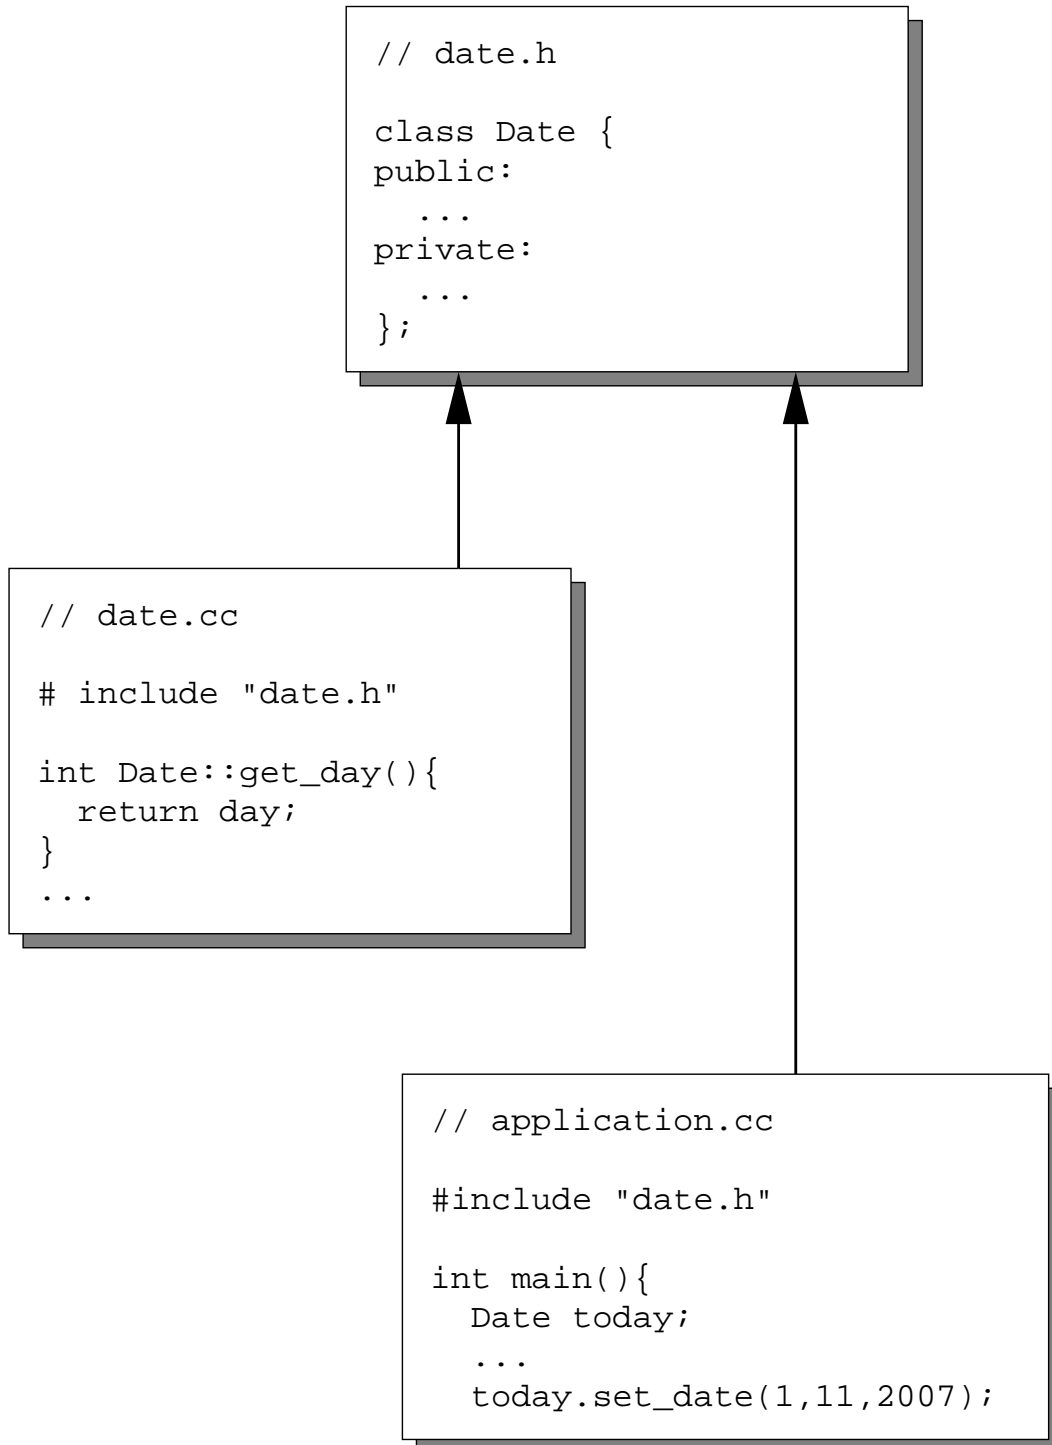 // date.h
class Date {
public:
...
private:
...
};
// date.cc
# include "date.h"
int Date::get_day(){
return day;
}
...
// application.cc
#include "date.h"
int main(){
Date today;
...
today.set_date(1,11,2007);